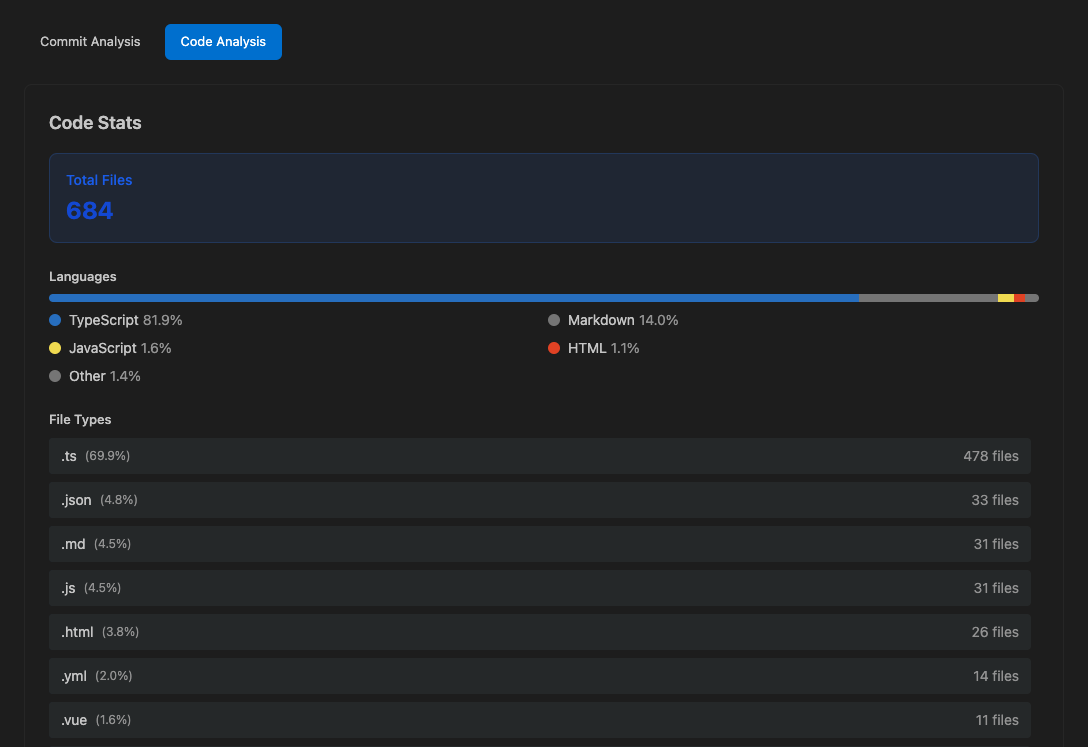 Commit Analysis Code Analysis
Code Stats
Total Files
684
Languages
TypeScript 81.9% Markdown 14.0%
JavaScript 1.6% HTML 1.1%
Other 1.4%
File Types
.ts (69.9%) 478 files
.json (4.8%) 33 files
.md (4.5%) 31 files
.js (4.5%) 31 files
.html (3.8%) 26 files
.yml (2.0%) 14 files
.vue (1.6%) 11 files